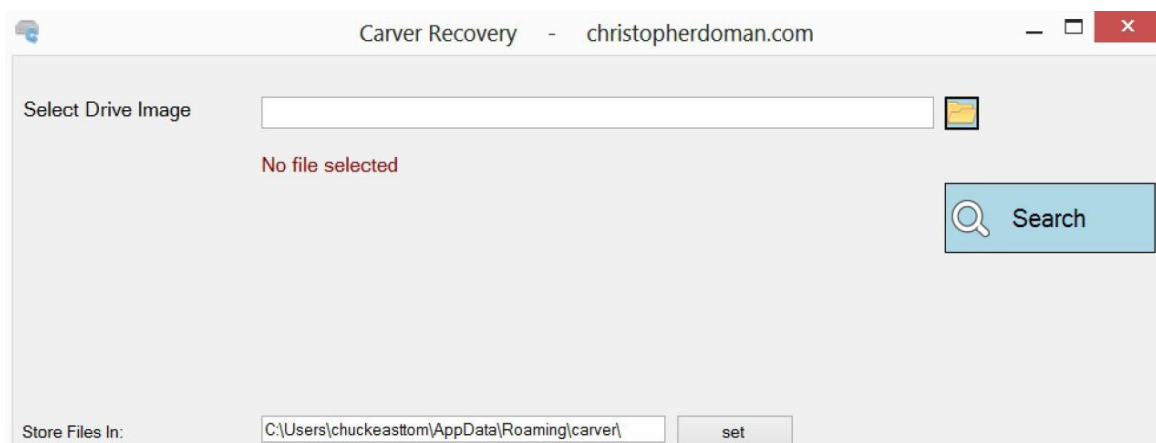 Carver Recovery - christopherdoman.com
Select Drive Image
No file selected
Search
Store Files In: C:\Users\chuckeasttom\AppData\Roaming\carver\ set